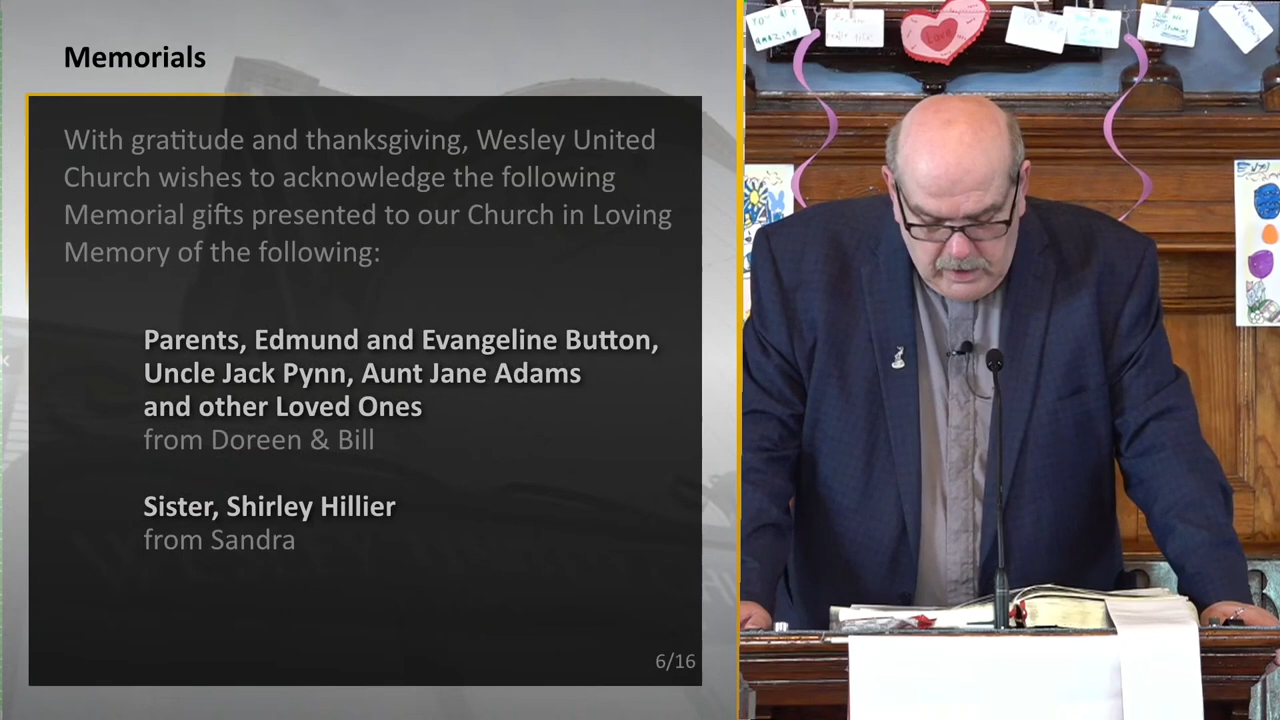 Memorials
With gratitude and thanksgiving, Wesley United
Church wishes to acknowledge the following
Memorial gifts presented to our Church in Loving
Memory of the following:
Parents, Edmund and Evangeline Button,
Uncle Jack Pynn, Aunt Jane Adams
and other Loved Ones
from Doreen & Bill
Sister, Shirley Hillier
from Sandra
6/16
Love